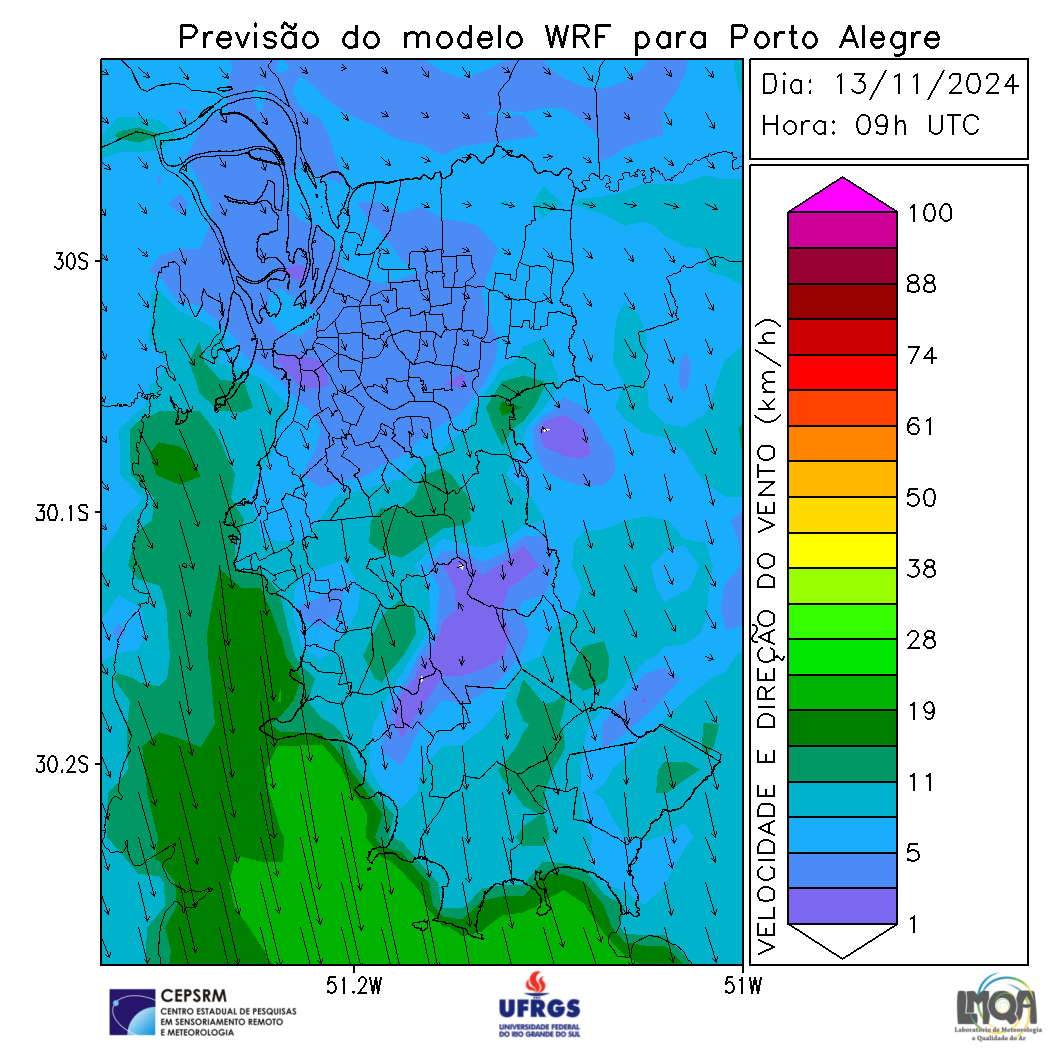 Previsão do modelo WRF para Porto Alegre
Dia: 13/11/2024
Hora: 09h UTC
30S
30.1S
30.2S
51.2W
51W
VELOCIDADE E DIREÇÃO DO VENTO (km/h)
100
88
74
61
50
38
28
19
11
5
1
CEPSRM
CENTRO ESTADUAL DE PESQUISAS
EM SENSORIAMENTO REMOTO
E METEOROLOGIA
UFRGS
UNIVERSIDADE FEDERAL
DO RIO GRANDE DO SUL
LMQA
Laboratório de Meteorologia
e Qualidade do Ar